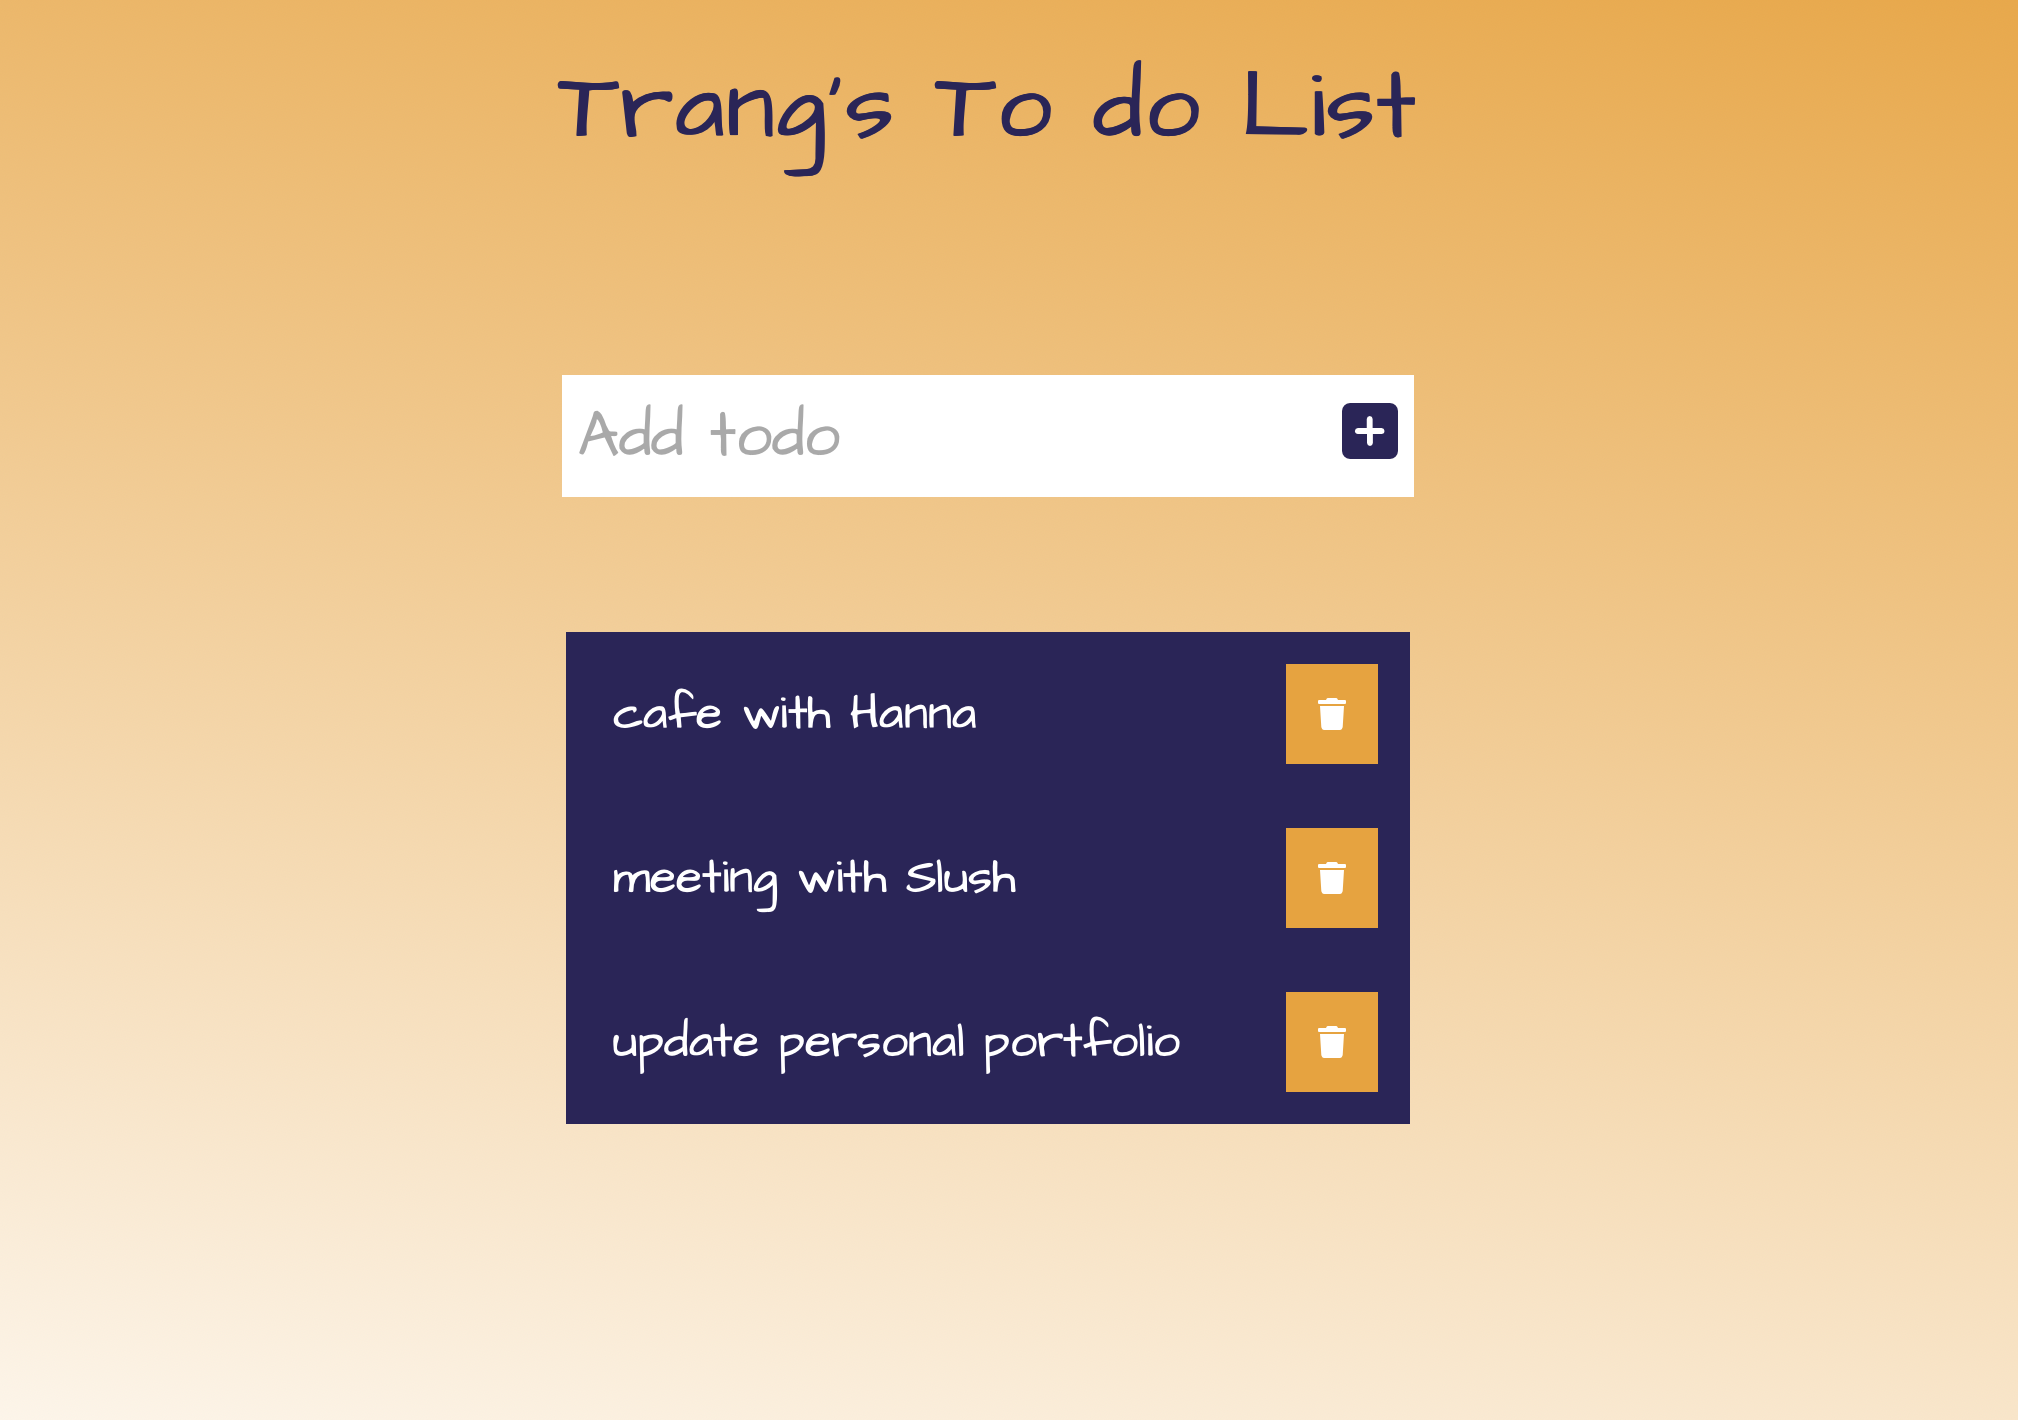 Trang's To do List
Add todo
cafe with Hanna
meeting with Slush
update personal portfolio